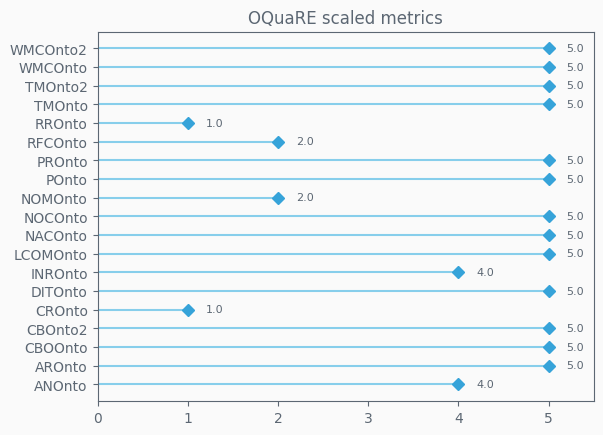 OQuaRE scaled metrics
WMCOnto2 5.0
WMCOnto 5.0
TMOnto2 5.0
TMOnto 5.0
RROnto 1.0
RFCOnto 2.0
PROnto 5.0
POnto 5.0
NOMOnto 2.0
NOCOnto 5.0
NACOnto 5.0
LCOMOnto 5.0
INROnto 4.0
DITOnto 5.0
CROnto 1.0
CBOnto2 5.0
CBOOnto 5.0
AROnto 5.0
ANOnto 4.0
0 1 2 3 4 5